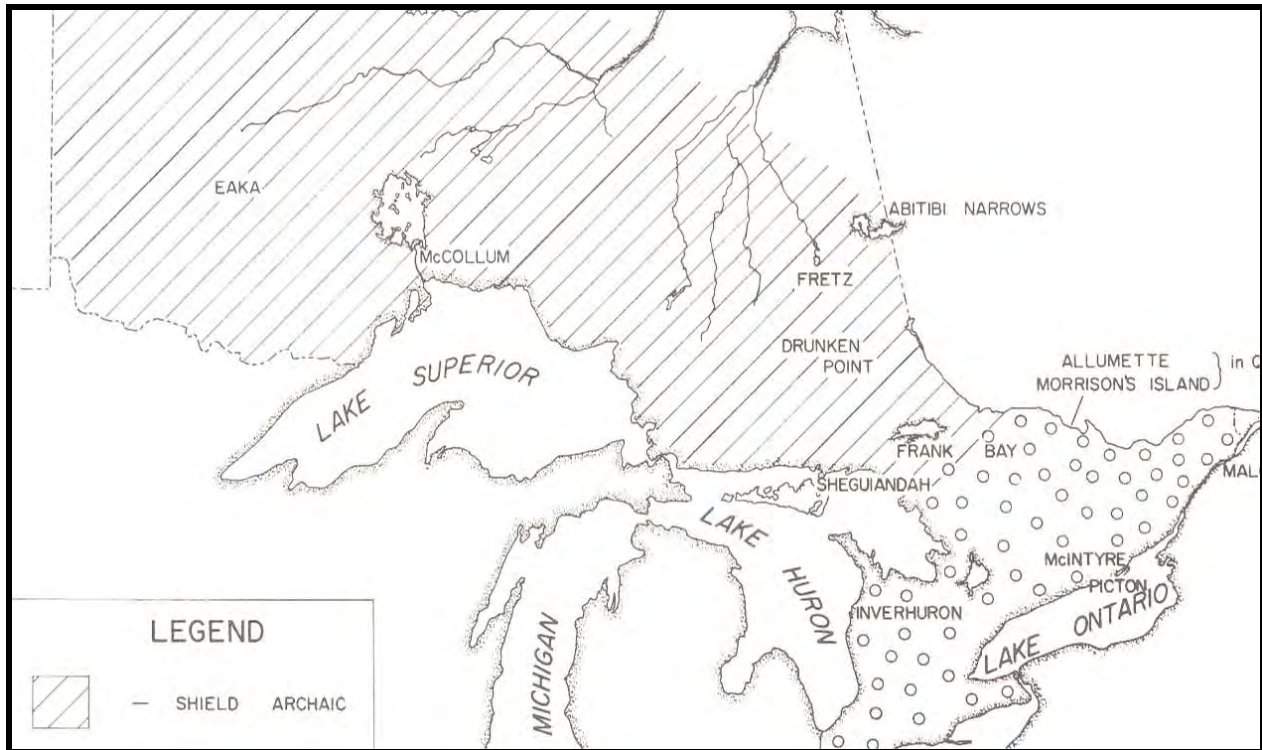 EAKA
ABITIBI NARROWS
McCOLLUM
FRETZ
DRUNKEN
POINT
ALLUMETTE
MORRISON'S ISLAND } in
LAKE SUPERIOR
FRANK BAY
SHEGUIANDAH
MAL
LAKE HURON
McINTYRE
PICTON
INVERHURON
LAKE ONTARIO
MICHIGAN
LEGEND
— SHIELD ARCHAIC